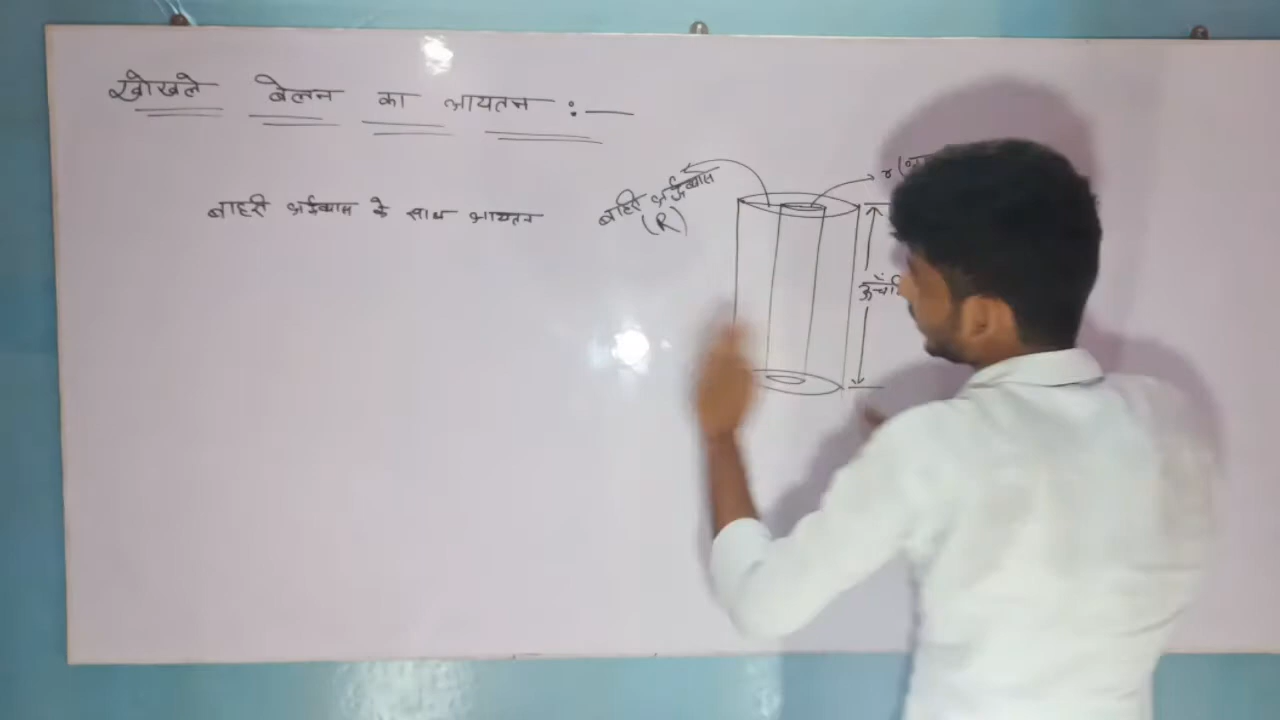 खोखले बेलन का आयतन :—
बाहरी अर्द्धव्यास के साथ आयतन
बाहरी अर्द्धव्यास
(R)
r